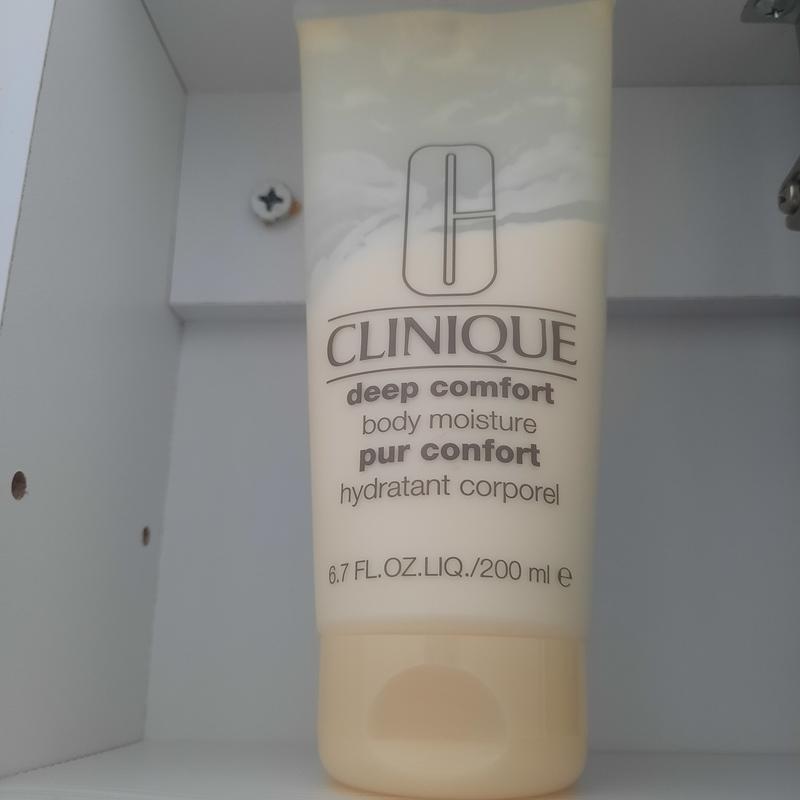 CLINIQUE
deep comfort
body moisture
pur confort
hydratant corporel
6.7 FL.OZ.LIQ./200 ml ℮